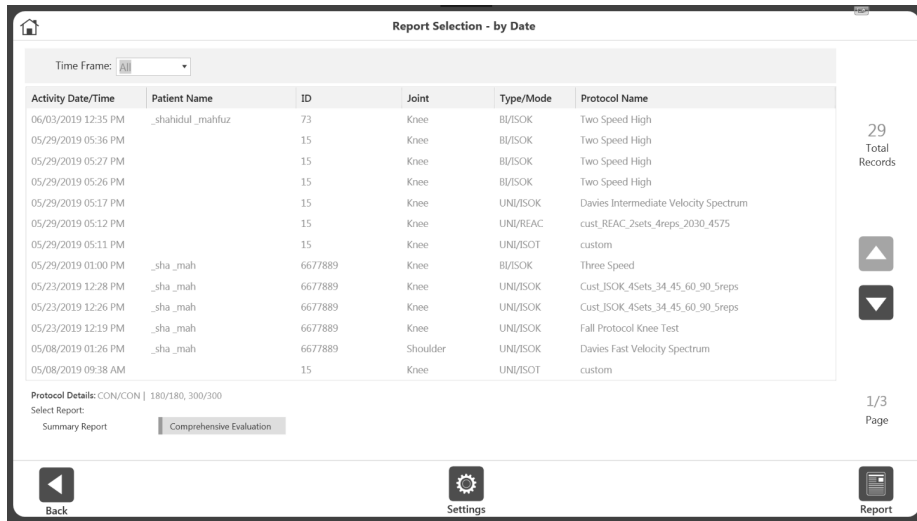 Report Selection - by Date
Time Frame: All
Activity Date/Time Patient Name ID Joint Type/Mode Protocol Name
06/03/2019 12:35 PM _shahidul _mahfuz 73 Knee BI/ISOK Two Speed High
05/29/2019 05:36 PM 15 Knee BI/ISOK Two Speed High
05/29/2019 05:27 PM 15 Knee BI/ISOK Two Speed High
05/29/2019 05:26 PM 15 Knee BI/ISOK Two Speed High
05/29/2019 05:17 PM 15 Knee UNI/ISOK Davies Intermediate Velocity Spectrum
05/29/2019 05:12 PM 15 Knee UNI/REAC cust_REAC_2sets_4reps_2030_4575
05/29/2019 05:11 PM 15 Knee UNI/ISOT custom
05/29/2019 01:00 PM _sha _mah 6677889 Knee BI/ISOK Three Speed
05/23/2019 12:28 PM _sha _mah 6677889 Knee UNI/ISOK Cust_ISOK_4Sets_34_45_60_90_5reps
05/23/2019 12:26 PM _sha _mah 6677889 Knee UNI/ISOK Cust_ISOK_4Sets_34_45_60_90_5reps
05/23/2019 12:19 PM _sha _mah 6677889 Knee UNI/ISOK Fall Protocol Knee Test
05/08/2019 01:26 PM _sha _mah 6677889 Shoulder UNI/ISOK Davies Fast Velocity Spectrum
05/08/2019 09:38 AM 15 Knee UNI/ISOT custom
29
Total
Records
Protocol Details: CON/CON | 180/180, 300/300
Select Report:
Summary Report Comprehensive Evaluation
1/3
Page
Back Settings Report